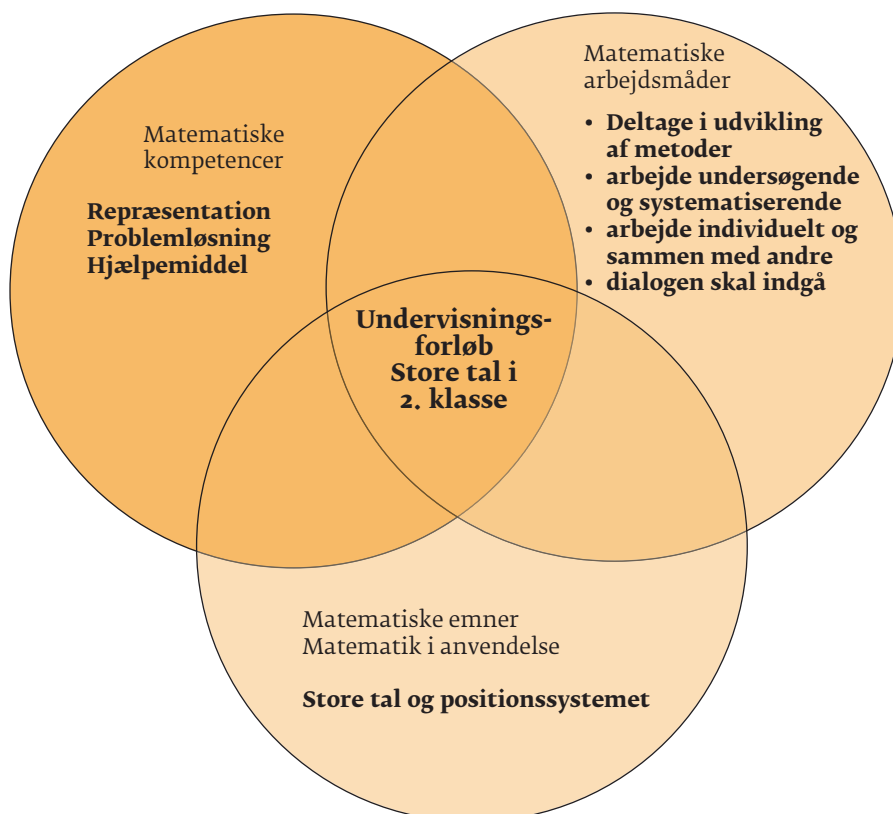 Matematiske
kompetencer
Repræsentation
Problemløsning
Hjælpemiddel
Matematiske
arbejdsmåder
• Deltage i udvikling
af metoder
• arbejde undersøgende
og systematiserende
• arbejde individuelt og
sammen med andre
• dialogen skal indgå
Undervisnings-
forløb
Store tal i
2. klasse
Matematiske emner
Matematik i anvendelse
Store tal og positionssystemet